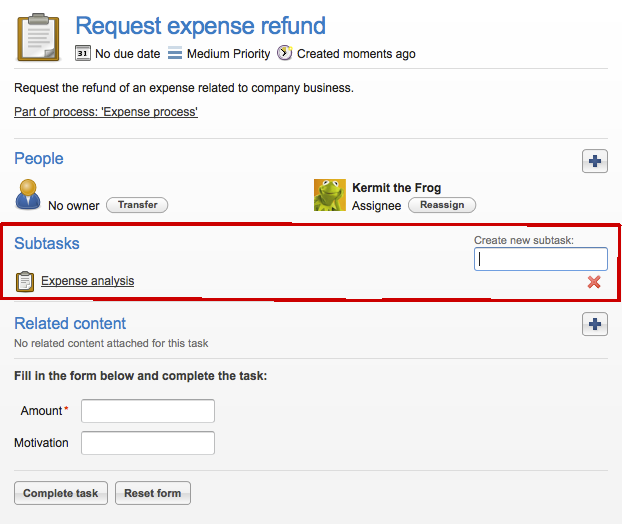 Request expense refund
31 No due date Medium Priority Created moments ago
Request the refund of an expense related to company business.
Part of process: 'Expense process'
People
Kermit the Frog
No owner Transfer Assignee Reassign
Subtasks Create new subtask:
Expense analysis
Related content
No related content attached for this task
Fill in the form below and complete the task:
Amount *
Motivation
Complete task Reset form